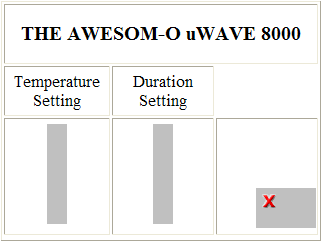 THE AWESOM-O uWAVE 8000
Temperature
Setting
Duration
Setting
X